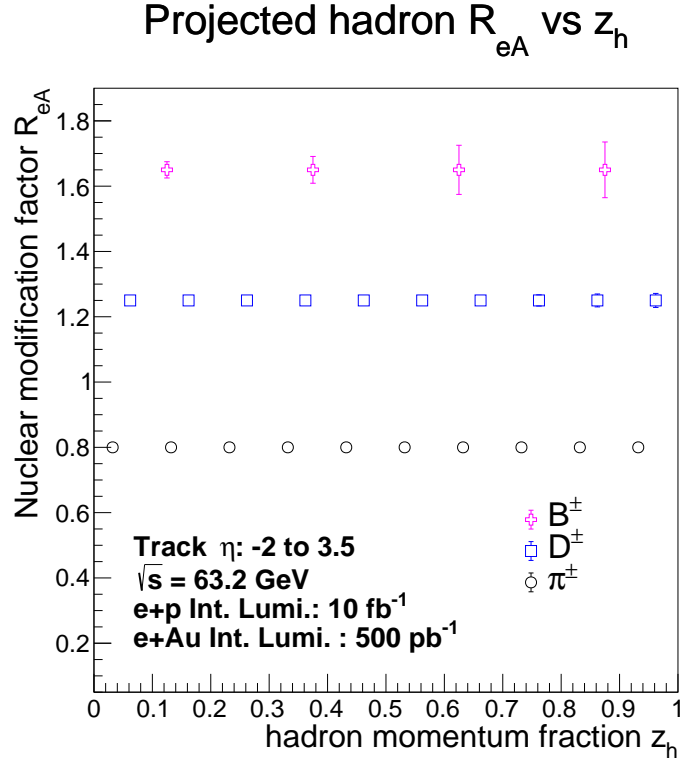 Projected hadron R_eA vs z_h
Nuclear modification factor R_eA
1.8
1.6
1.4
1.2
1
0.8
0.6
0.4
0.2
B^±
D^±
π^±
Track η: -2 to 3.5
√s = 63.2 GeV
e+p Int. Lumi.: 10 fb^-1
e+Au Int. Lumi. : 500 pb^-1
0 0.1 0.2 0.3 0.4 0.5 0.6 0.7 0.8 0.9 1
hadron momentum fraction z_h